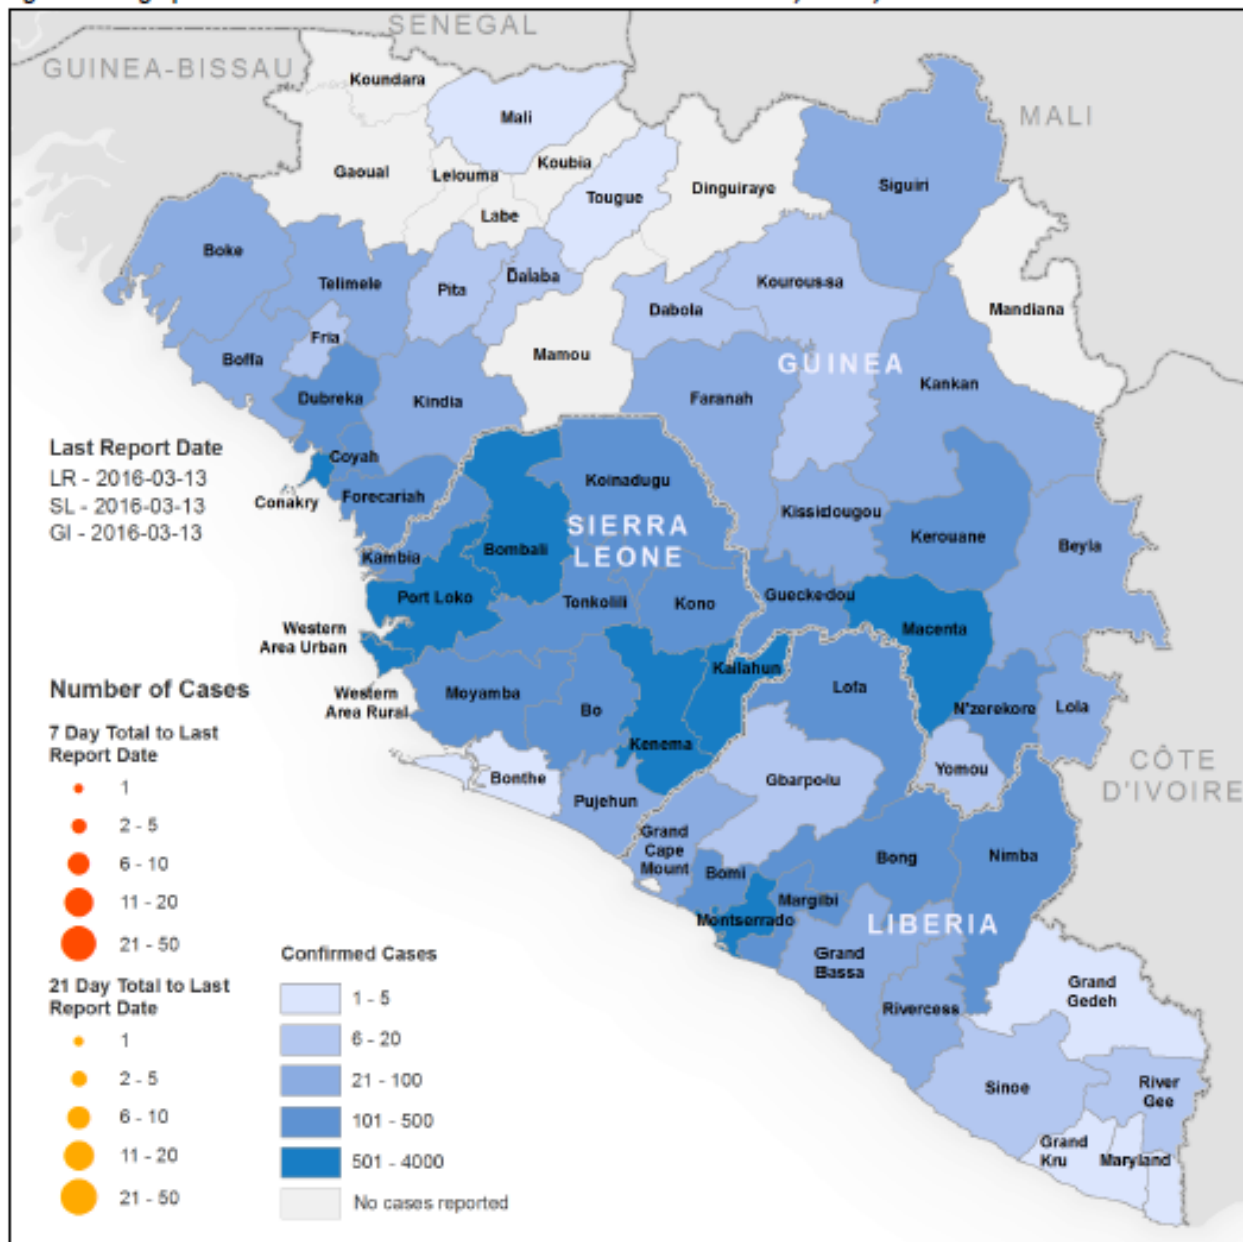 SENEGAL
GUINEA-BISSAU
MALI
Koundara
Mali
Gaoual
Lelouma
Koubia
Labe
Tougue
Dinguiraye
Siguiri
Boke
Telimele
Pita
Dalaba
Kouroussa
Dabola
Mandiana
Fria
Boffa
Mamou
GUINEA
Kankan
Dubreka
Kindia
Faranah
Last Report Date
LR - 2016-03-13
SL - 2016-03-13
GI - 2016-03-13
Coyah
Conakry
Forecariah
Koinadugu
Kissidougou
SIERRA
LEONE
Kerouane
Beyla
Kambia
Bombali
Port Loko
Tonkolili
Kono
Gueckedou
Macenta
Western
Area Urban
Western
Area Rural
Moyamba
Bo
Kailahun
Lofa
N'zerekore
Lola
Kenema
Bonthe
Gbarpolu
Yomou
Pujehun
CÔTE
D'IVOIRE
Grand
Cape
Mount
Bomi
Bong
Nimba
Margibi
Montserrado
LIBERIA
Grand
Bassa
Rivercess
Grand
Gedeh
Sinoe
River
Gee
Grand
Kru
Maryland
Number of Cases
7 Day Total to Last
Report Date
1
2 - 5
6 - 10
11 - 20
21 - 50
21 Day Total to Last
Report Date
1
2 - 5
6 - 10
11 - 20
21 - 50
Confirmed Cases
1 - 5
6 - 20
21 - 100
101 - 500
501 - 4000
No cases reported